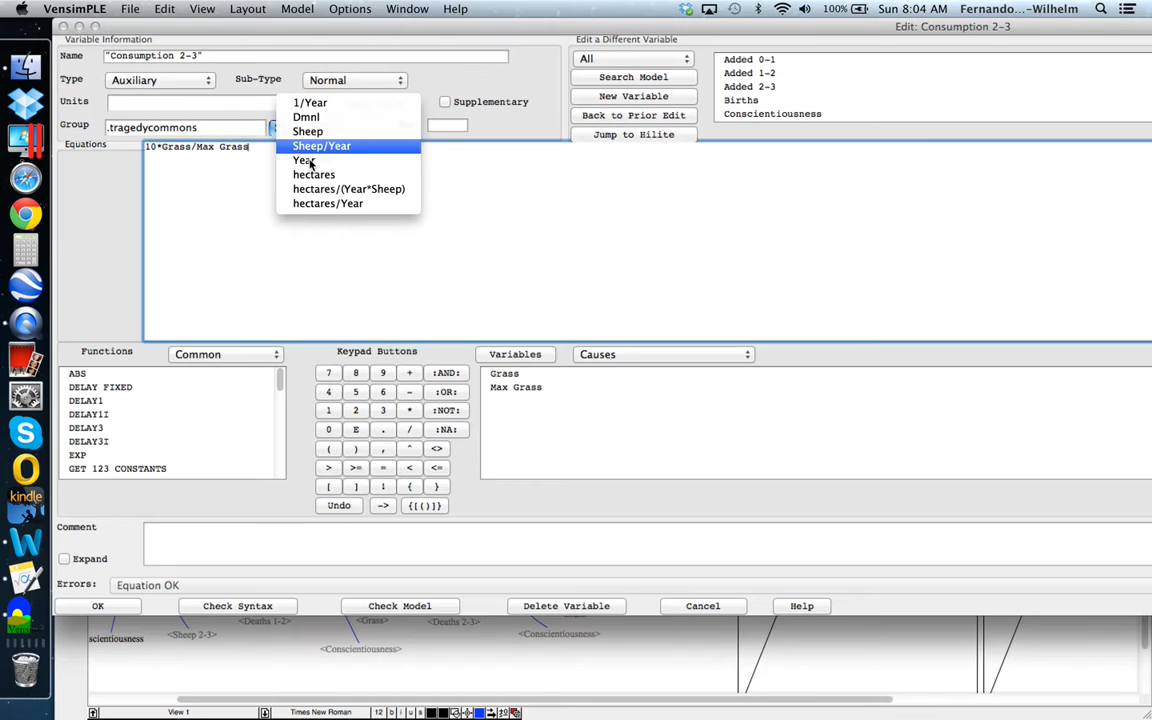 VensimPLE File Edit View Layout Model Options Window Help 100% Sun 8:04 AM Fernando...-Wilhelm
Edit: Consumption 2-3
Variable Information
Name "Consumption 2-3"
Type Auxiliary Sub-Type Normal
Units
Supplementary
Group .tragedycommons
1/Year
Dmnl
Sheep
Sheep/Year
Year
hectares
hectares/(Year*Sheep)
hectares/Year
Edit a Different Variable
All
Search Model
New Variable
Back to Prior Edit
Jump to Hilite
Added 0-1
Added 1-2
Added 2-3
Births
Conscientiousness
Equations
10*Grass/Max Grass
Functions Common
ABS
DELAY FIXED
DELAY1
DELAY1I
DELAY3
DELAY3I
EXP
GET 123 CONSTANTS
Keypad Buttons
7 8 9 + :AND:
4 5 6 - :OR:
1 2 3 * :NOT:
0 E . / :NA:
( ) , ^ <>
> >= = < <=
[ ] ! { }
Undo -> {[()]}
Variables Causes
Grass
Max Grass
Comment
Expand
Errors: Equation OK
OK Check Syntax Check Model Delete Variable Cancel Help
<Deaths 1-2> <Grass> <Deaths 2-3>
scientiousness <Sheep 2-3> <Conscientiousness>
<Conscientiousness>
View 1 Times New Roman 12 b i u s
kindle